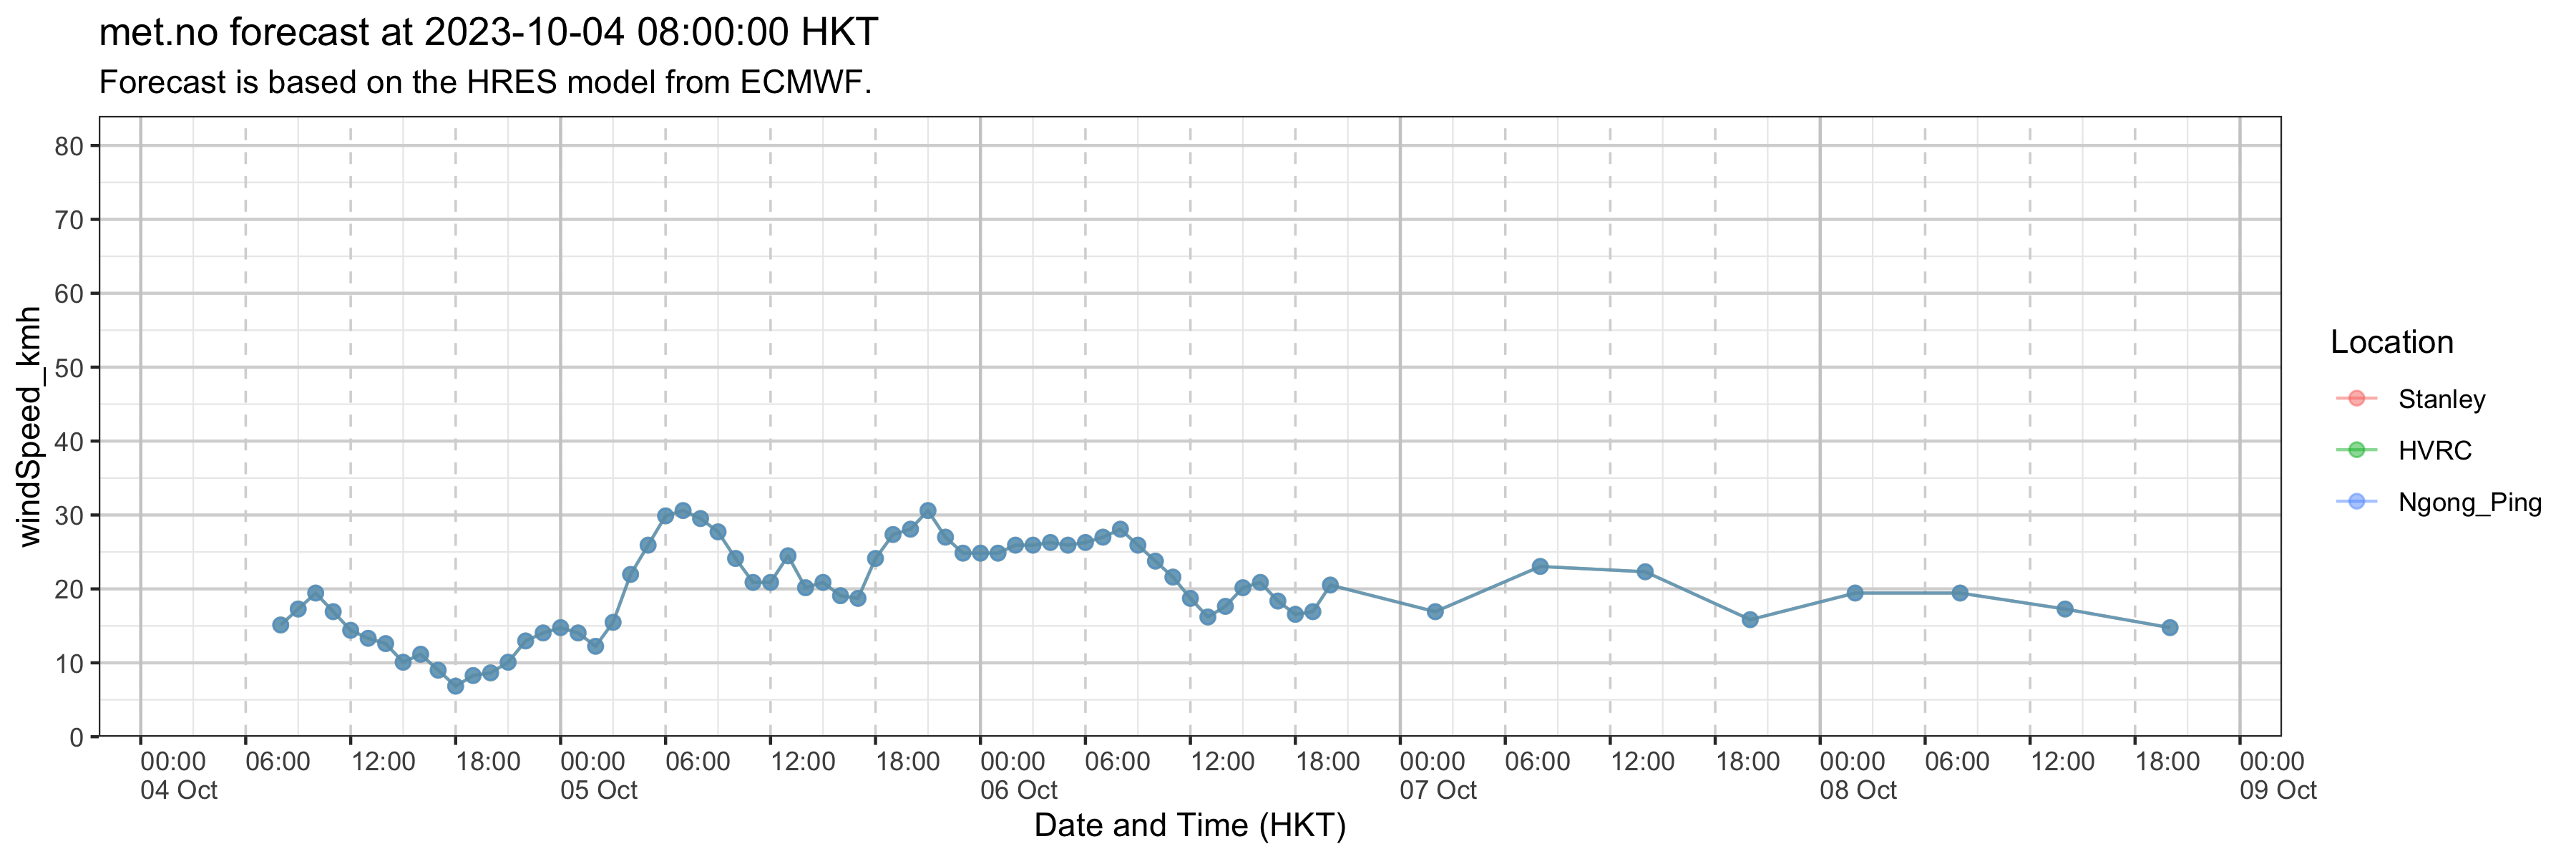 met.no forecast at 2023-10-04 08:00:00 HKT
Forecast is based on the HRES model from ECMWF.
windSpeed_kmh
80
70
60
50
40
30
20
10
0
00:00 06:00 12:00 18:00 00:00 06:00 12:00 18:00 00:00 06:00 12:00 18:00 00:00 06:00 12:00 18:00 00:00 06:00 12:00 18:00 00:00
04 Oct 05 Oct 06 Oct 07 Oct 08 Oct 09 Oct
Date and Time (HKT)
Location
Stanley
HVRC
Ngong_Ping